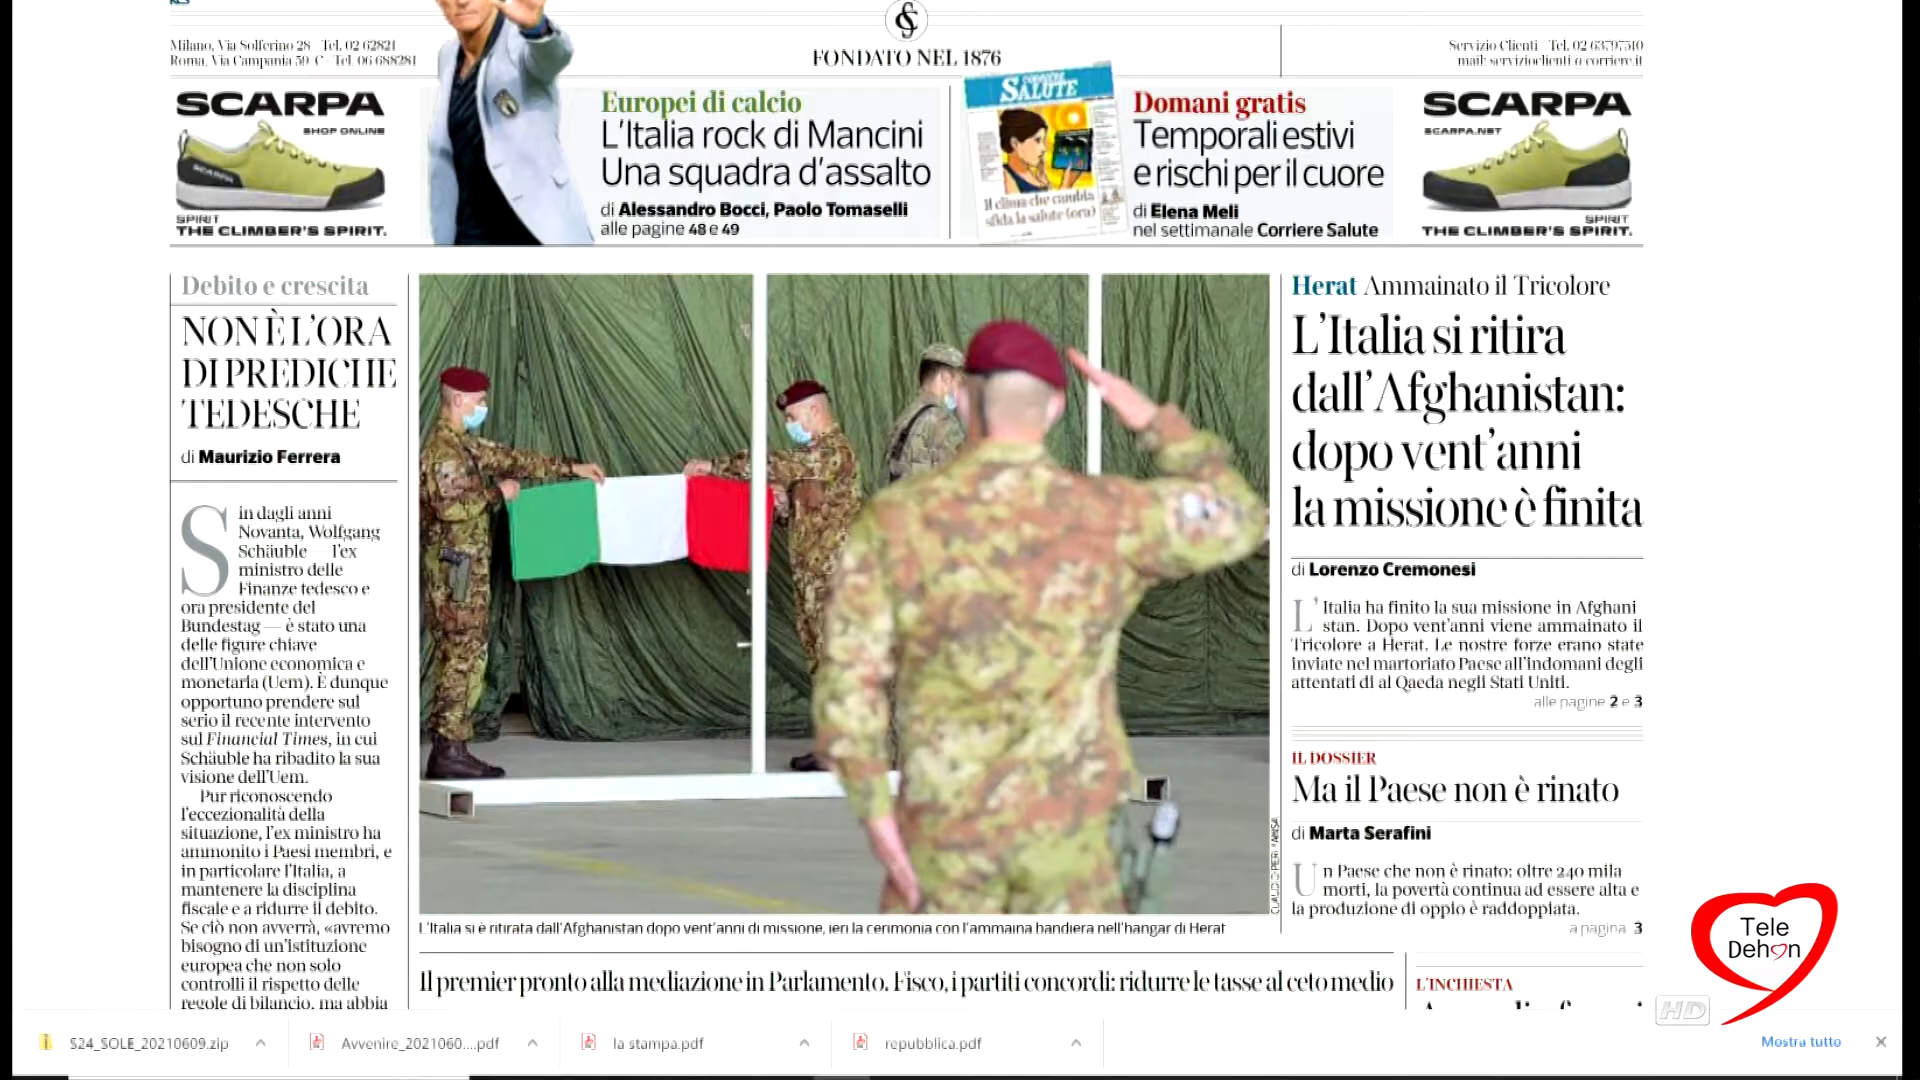 Milano, Via Solferino 28 - Tel. 02 62821
Roma, Via Campania 59/C - Tel. 06 688281
FONDATO NEL 1876
Servizio Clienti - Tel. 02 63797510
mail: servizioclienti@corriere.it
SCARPA
SHOP ONLINE
SCARPA
SPIRIT
THE CLIMBER'S SPIRIT.
Europei di calcio
L'Italia rock di Mancini
Una squadra d'assalto
di Alessandro Bocci, Paolo Tomaselli
alle pagine 48 e 49
CORRIERE
SALUTE
Il clima che cambia
sfida la salute (ora)
Domani gratis
Temporali estivi
e rischi per il cuore
di Elena Meli
nel settimanale Corriere Salute
SCARPA
SCARPA.NET
SPIRIT
THE CLIMBER'S SPIRIT.
Debito e crescita
NON È L'ORA
DI PREDICHE
TEDESCHE
di Maurizio Ferrera
Sin dagli anni
Novanta, Wolfgang
Schäuble — l'ex
ministro delle
Finanze tedesco e
ora presidente del
Bundestag — è stato una
delle figure chiave
dell'Unione economica e
monetaria (Uem). È dunque
opportuno prendere sul
serio il recente intervento
sul Financial Times, in cui
Schäuble ha ribadito la sua
visione dell'Uem.
Pur riconoscendo
l'eccezionalità della
situazione, l'ex ministro ha
ammonito i Paesi membri, e
in particolare l'Italia, a
mantenere la disciplina
fiscale e a ridurre il debito.
Se ciò non avverrà, «avremo
bisogno di un'istituzione
europea che non solo
controlli il rispetto delle
regole di bilancio, ma abbia
CLAUDIO PERI / ANSA
L'Italia si è ritirata dall'Afghanistan dopo vent'anni di missione, ieri la cerimonia con l'ammaina bandiera nell'hangar di Herat
Il premier pronto alla mediazione in Parlamento. Fisco, i partiti concordi: ridurre le tasse al ceto medio
Herat Ammainato il Tricolore
L'Italia si ritira
dall'Afghanistan:
dopo vent'anni
la missione è finita
di Lorenzo Cremonesi
L'Italia ha finito la sua missione in Afghani
stan. Dopo vent'anni viene ammainato il
Tricolore a Herat. Le nostre forze erano state
inviate nel martoriato Paese all'indomani degli
attentati di al Qaeda negli Stati Uniti.
alle pagine 2 e 3
IL DOSSIER
Ma il Paese non è rinato
di Marta Serafini
Un Paese che non è rinato: oltre 240 mila
morti, la povertà continua ad essere alta e
la produzione di oppio è raddoppiata.
a pagina 3
L'INCHIESTA
Tele
Dehon
HD
S24_SOLE_20210609.zip
Avvenire_2021060....pdf
la stampa.pdf
repubblica.pdf
Mostra tutto